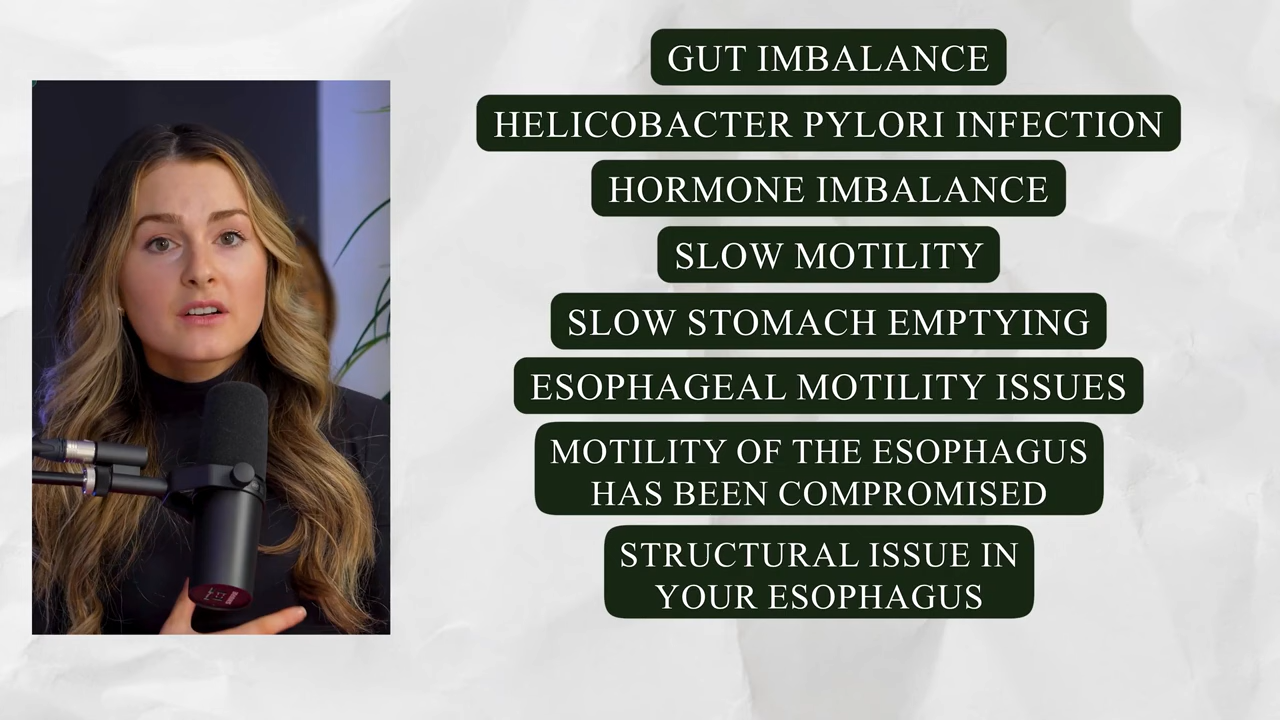 GUT IMBALANCE
HELICOBACTER PYLORI INFECTION
HORMONE IMBALANCE
SLOW MOTILITY
SLOW STOMACH EMPTYING
ESOPHAGEAL MOTILITY ISSUES
MOTILITY OF THE ESOPHAGUS
HAS BEEN COMPROMISED
STRUCTURAL ISSUE IN
YOUR ESOPHAGUS